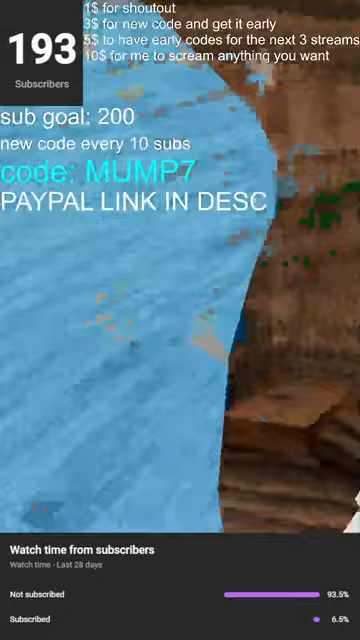 193
Subscribers
1$ for shoutout
3$ for new code and get it early
5$ to have early codes for the next 3 streams
10$ for me to scream anything you want
sub goal: 200
new code every 10 subs
code: MUMP7
PAYPAL LINK IN DESC
Watch time from subscribers
Watch time · Last 28 days
Not subscribed 93.5%
Subscribed 6.5%